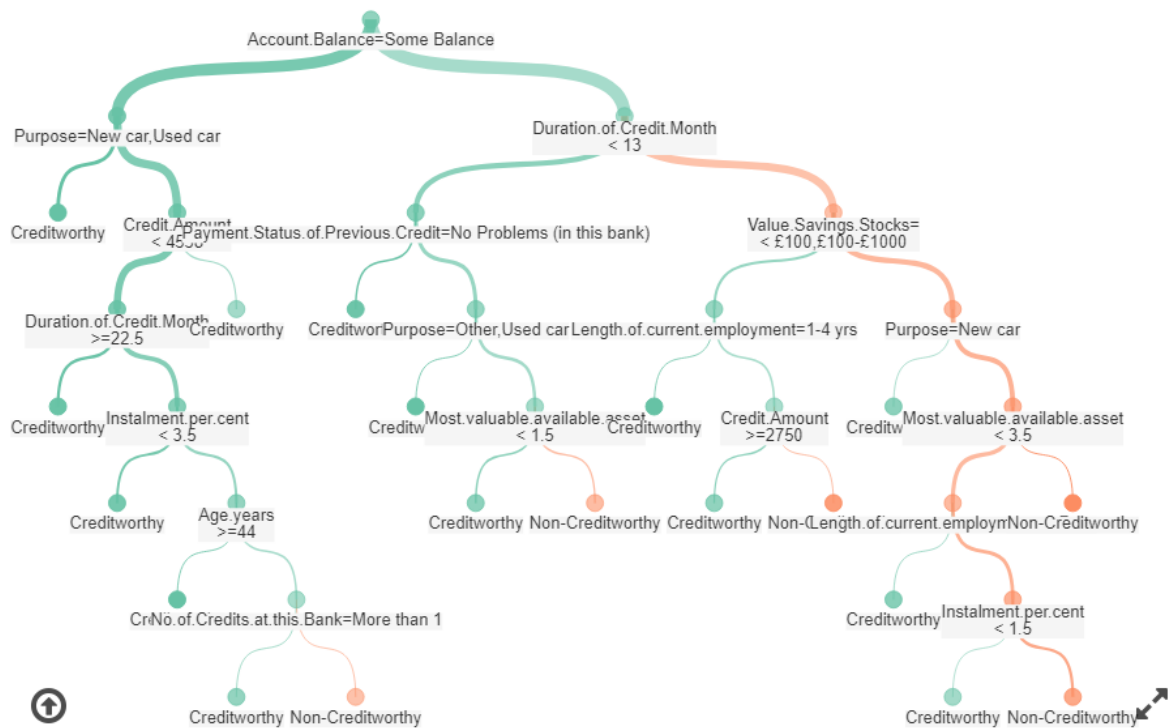 Account.Balance=Some Balance
Purpose=New car,Used car
Duration.of.Credit.Month
< 13
Creditworthy
Credit.Amount
Payment.Status.of.Previous.Credit=No Problems (in this bank)
Value.Savings.Stocks=
< £100,£100-£1000
Duration.of.Credit.Month
>=22.5
Creditworthy
Purpose=Other,Used car
Length.of.current.employment=1-4 yrs
Purpose=New car
Creditworthy
Instalment.per.cent
< 3.5
Most.valuable.available.asset
< 1.5
Creditworthy
Credit.Amount
>=2750
Most.valuable.available.asset
< 3.5
Creditworthy
Age.years
>=44
Creditworthy
Non-Creditworthy
Creditworthy
Non-Creditworthy
No.of.Credits.at.this.Bank=More than 1
Creditworthy
Instalment.per.cent
< 1.5
Creditworthy
Non-Creditworthy
Creditworthy
Non-Creditworthy